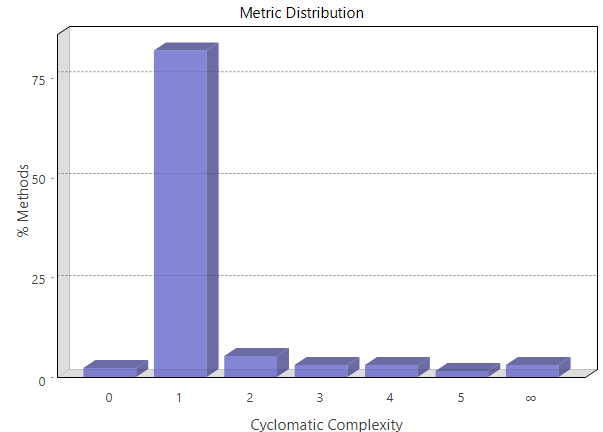 Metric Distribution
% Methods
75
50
25
0
0 1 2 3 4 5 ∞
Cyclomatic Complexity